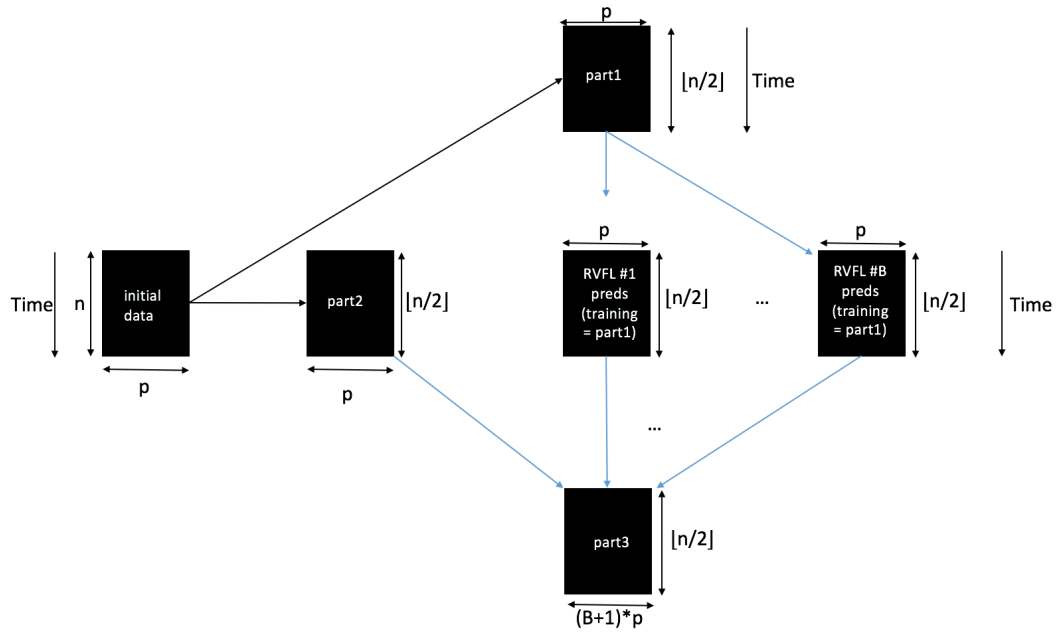 p
part1
⌊n/2⌋
Time
Time
n
initial
data
p
part2
⌊n/2⌋
p
p
RVFL #1
preds
(training
= part1)
⌊n/2⌋
...
p
RVFL #B
preds
(training
= part1)
⌊n/2⌋
Time
...
part3
⌊n/2⌋
(B+1)*p